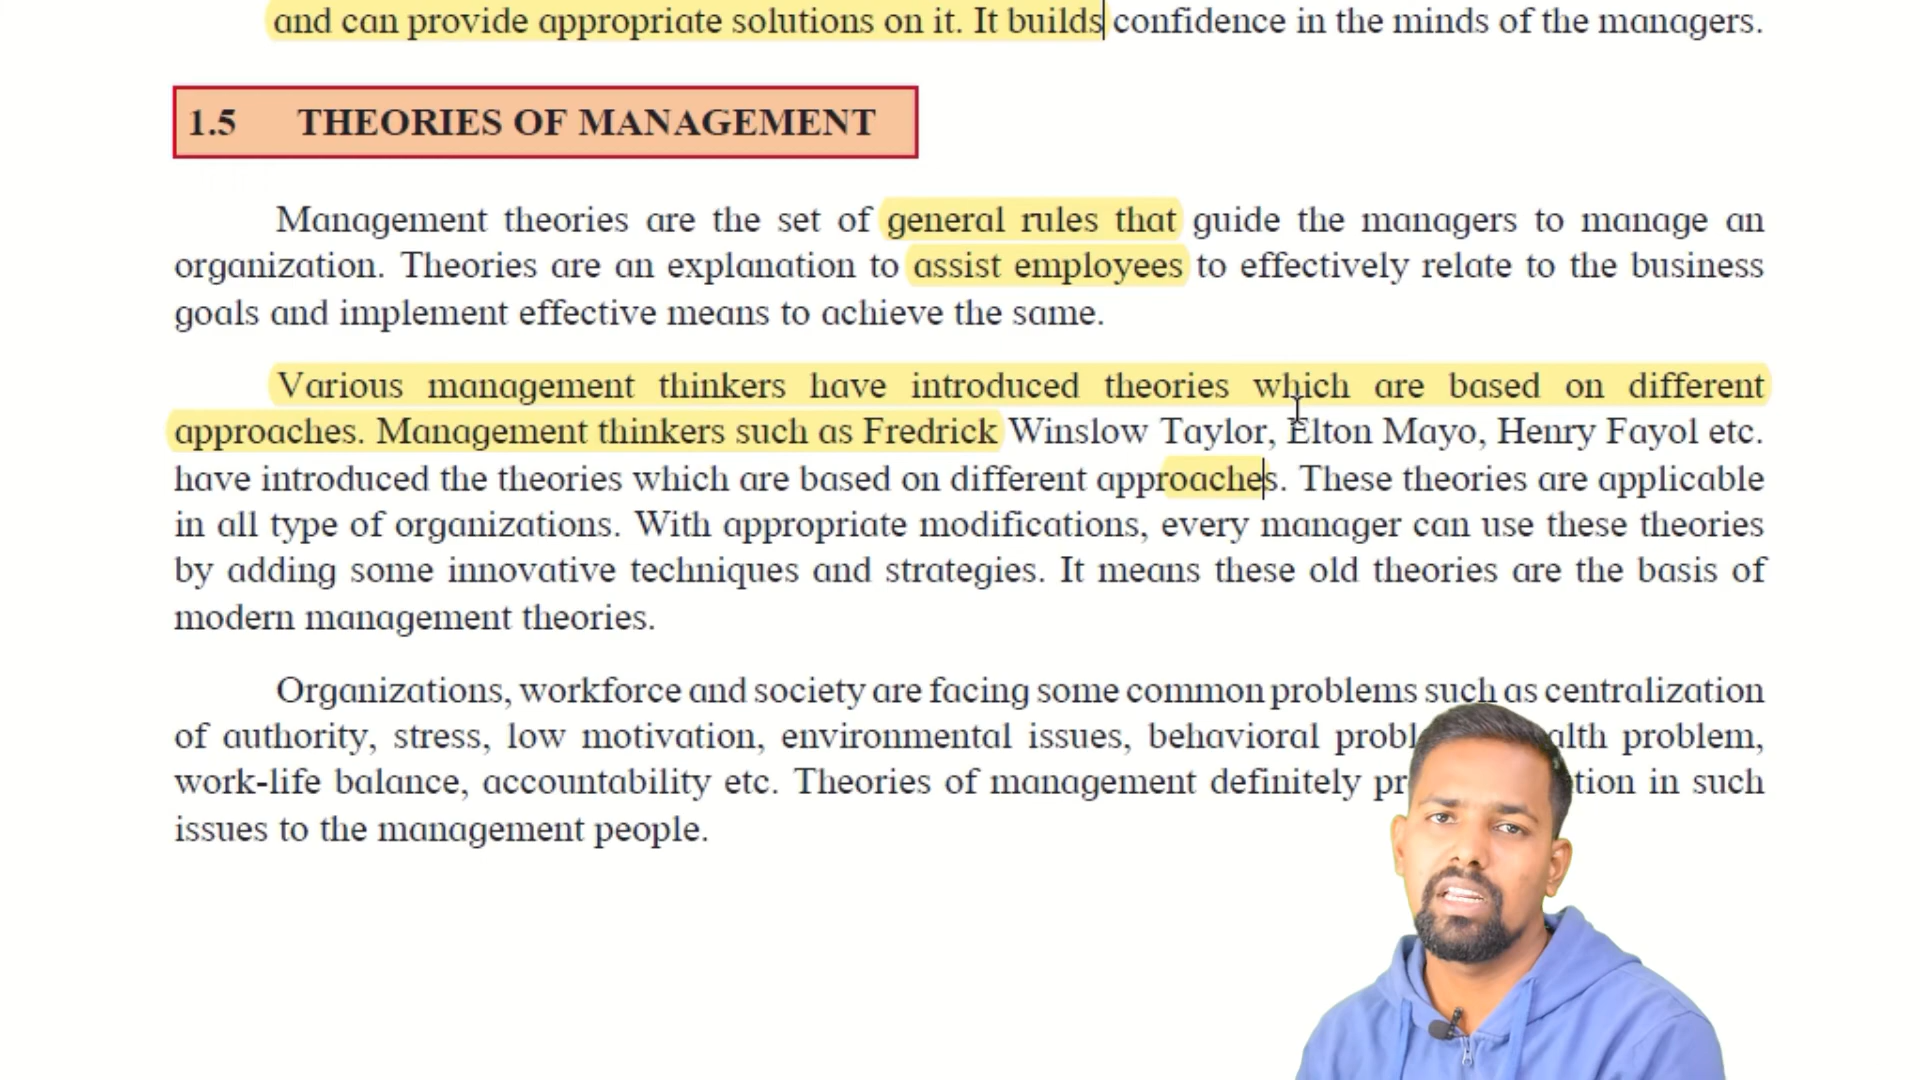 and can provide appropriate solutions on it. It builds confidence in the minds of the managers.
1.5 THEORIES OF MANAGEMENT
Management theories are the set of general rules that guide the managers to manage an
organization. Theories are an explanation to assist employees to effectively relate to the business
goals and implement effective means to achieve the same.
Various management thinkers have introduced theories which are based on different
approaches. Management thinkers such as Fredrick Winslow Taylor, Elton Mayo, Henry Fayol etc.
have introduced the theories which are based on different approaches. These theories are applicable
in all type of organizations. With appropriate modifications, every manager can use these theories
by adding some innovative techniques and strategies. It means these old theories are the basis of
modern management theories.
Organizations, workforce and society are facing some common problems such as centralization
of authority, stress, low motivation, environmental issues, behavioral problem,
work-life balance, accountability etc. Theories of management definitely in such
issues to the management people.